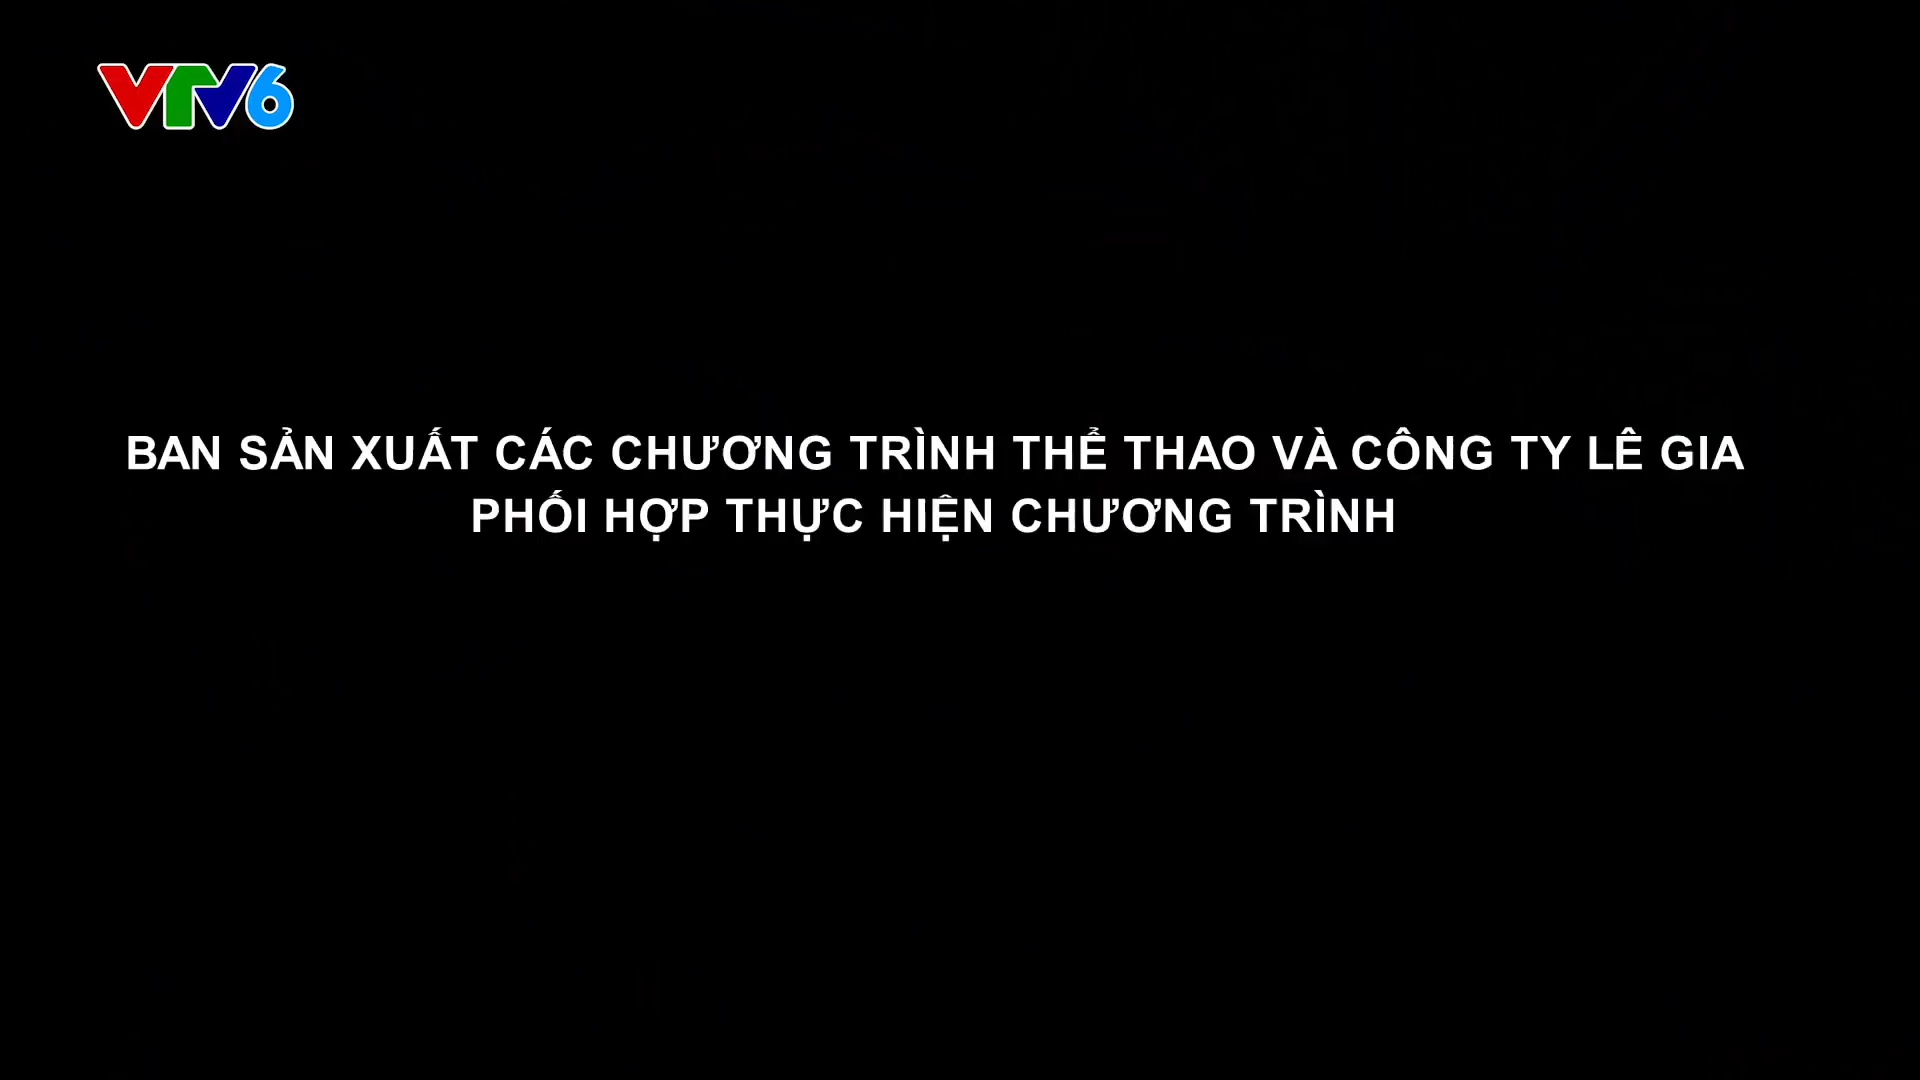 VTV6
BAN SẢN XUẤT CÁC CHƯƠNG TRÌNH THỂ THAO VÀ CÔNG TY LÊ GIA
PHỐI HỢP THỰC HIỆN CHƯƠNG TRÌNH